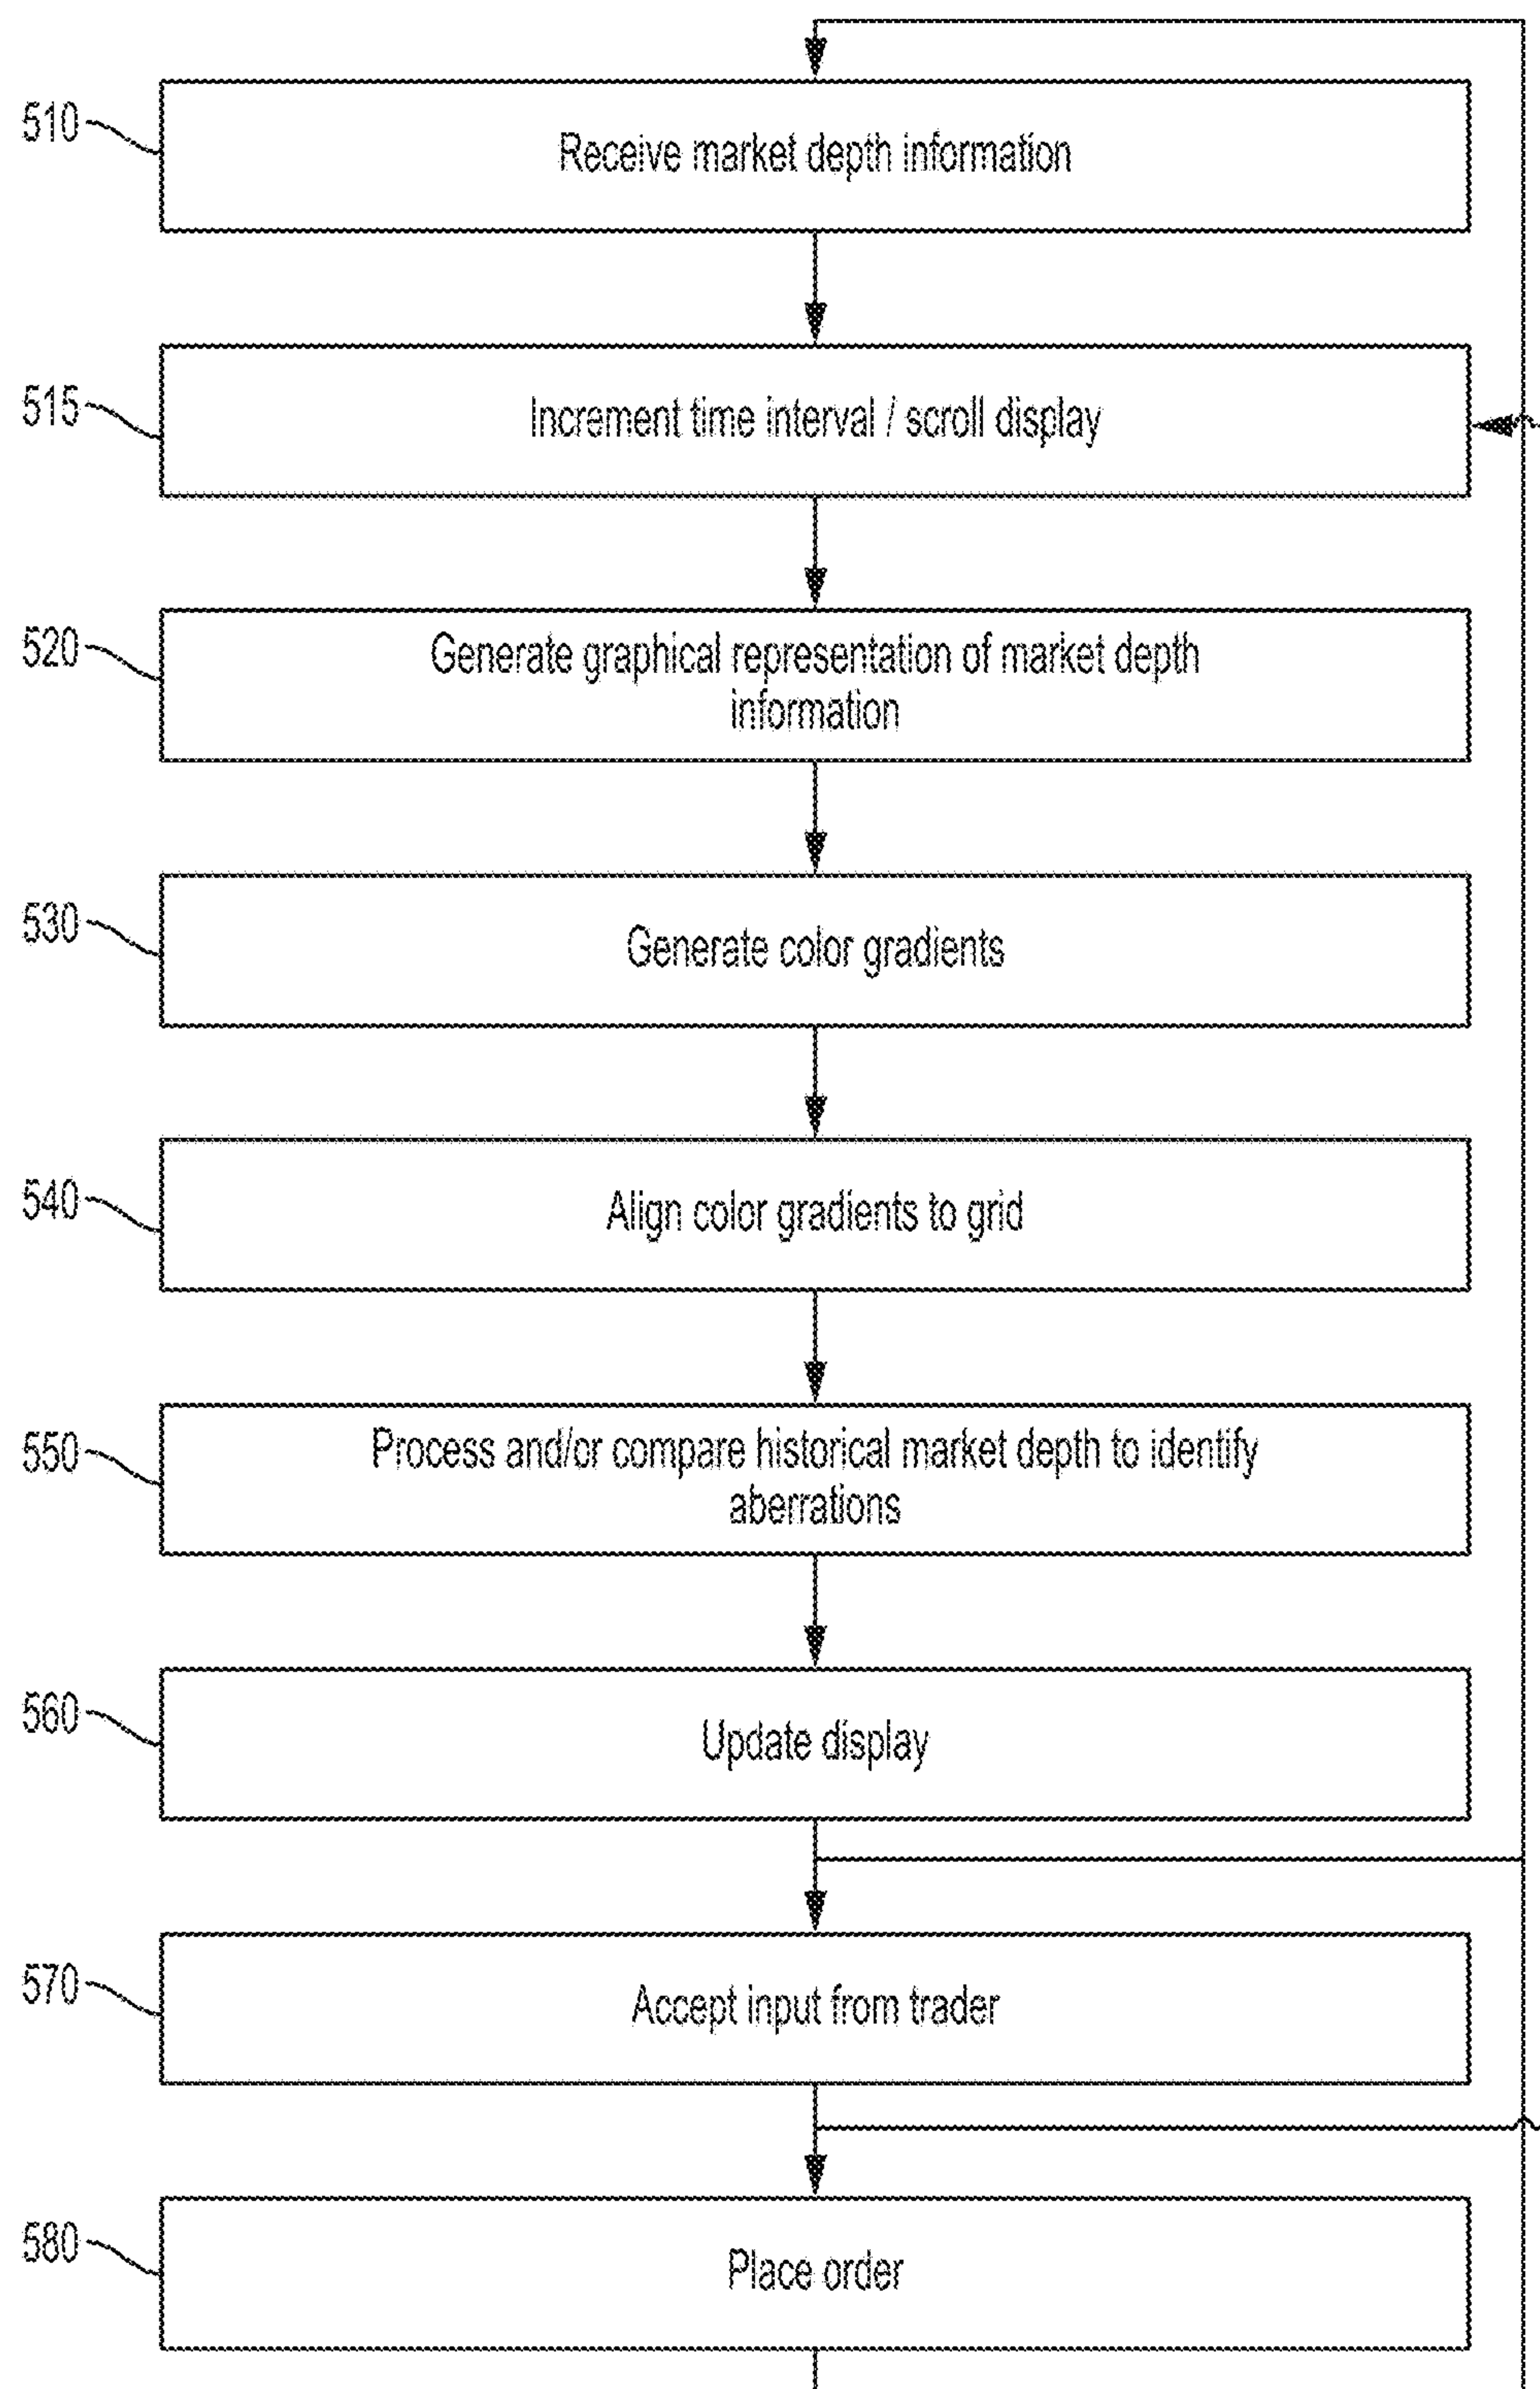 510
Receive market depth information
515
Increment time interval / scroll display
520
Generate graphical representation of market depth
information
530
Generate color gradients
540
Align color gradients to grid
550
Process and/or compare historical market depth to identify
aberrations
560
Update display
570
Accept input from trader
580
Place order